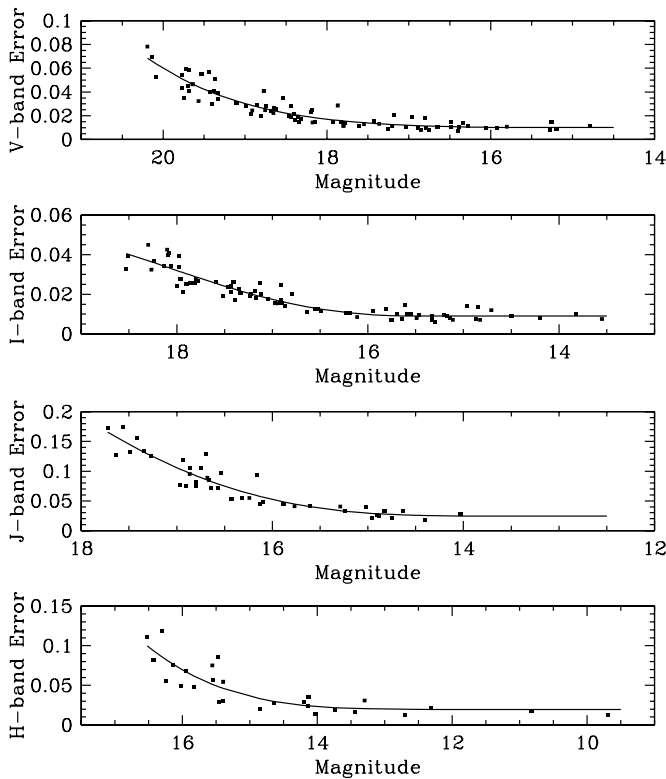 V-band Error
0.1
0.08
0.06
0.04
0.02
0
20 18 16 14
Magnitude
I-band Error
0.06
0.04
0.02
0
18 16 14
Magnitude
J-band Error
0.2
0.15
0.1
0.05
0
18 16 14 12
Magnitude
H-band Error
0.15
0.1
0.05
0
16 14 12 10
Magnitude